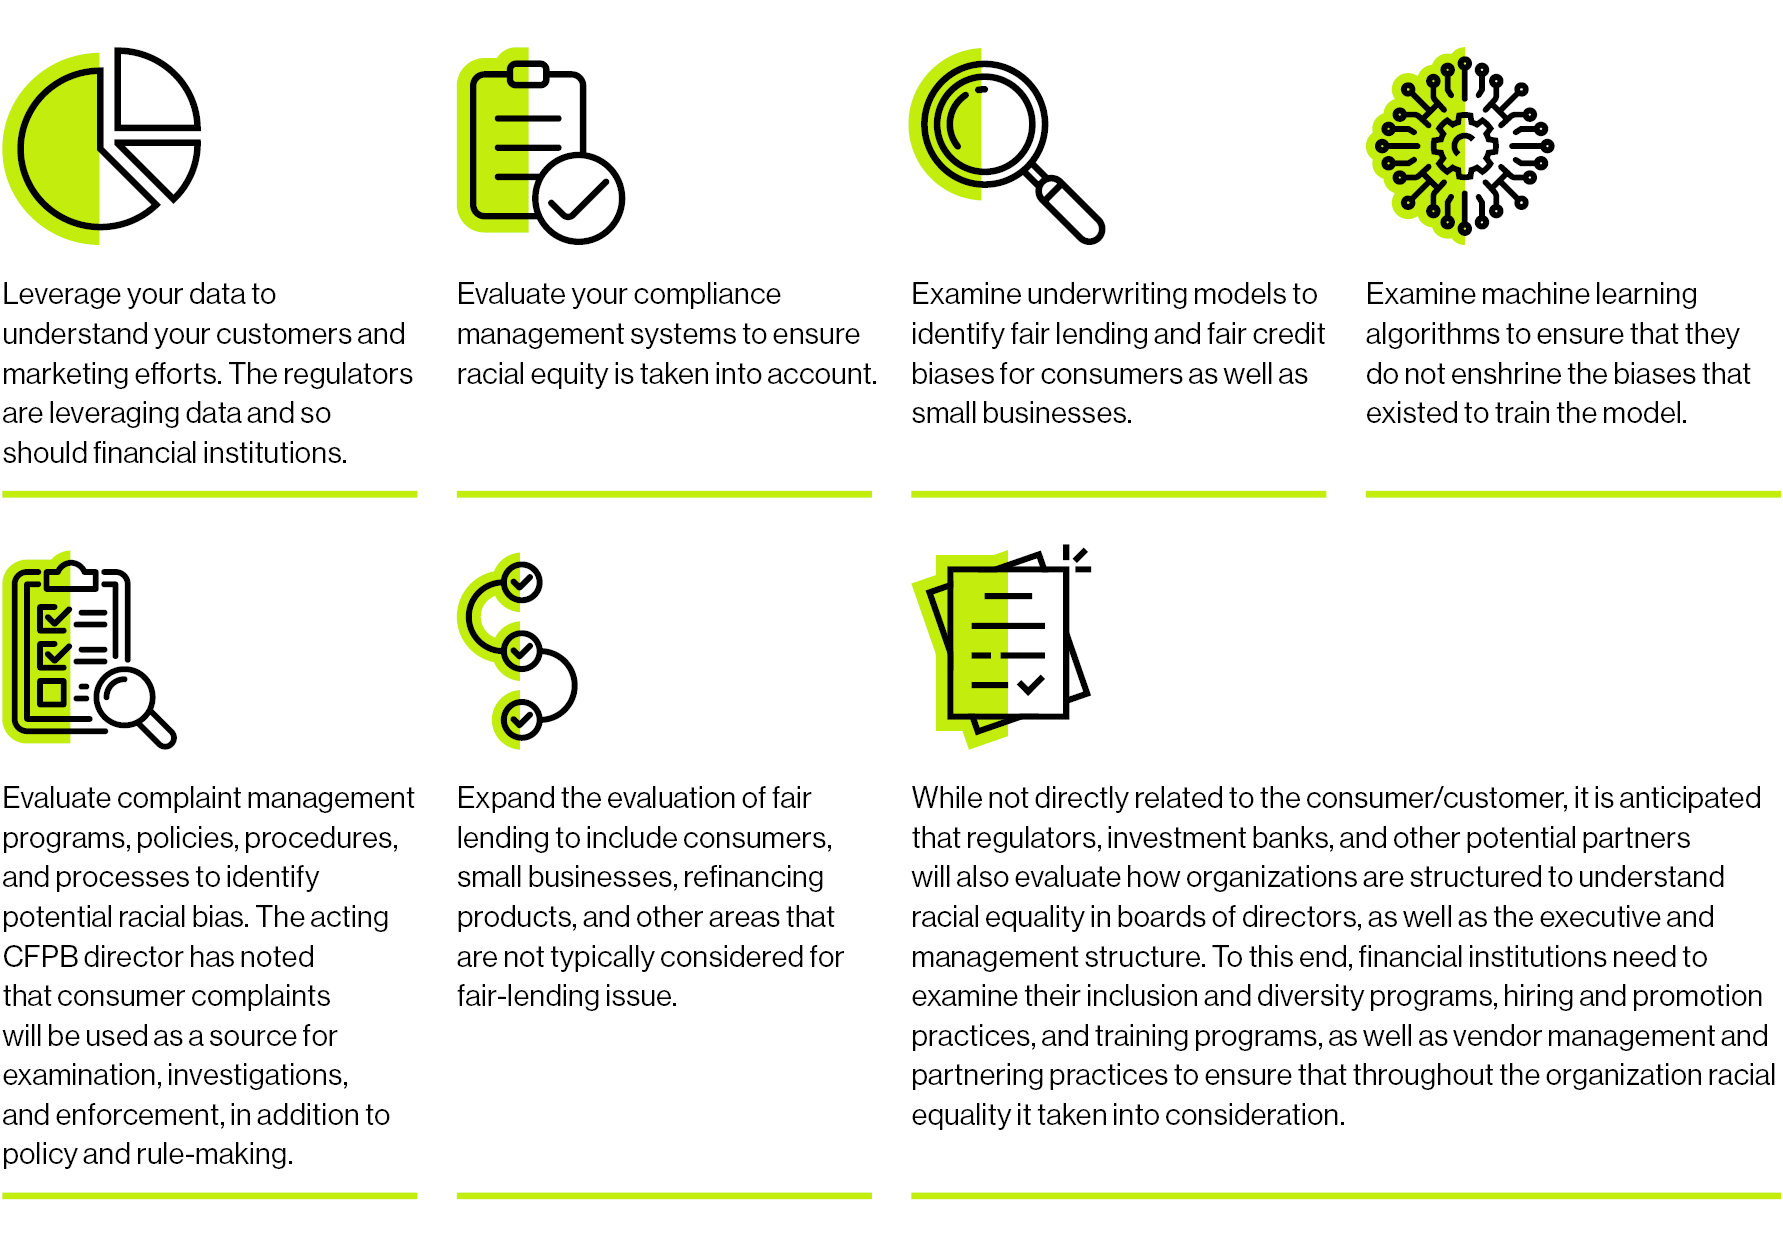 Leverage your data to
understand your customers and
marketing efforts. The regulators
are leveraging data and so
should financial institutions.
Evaluate your compliance
management systems to ensure
racial equity is taken into account.
Examine underwriting models to
identify fair lending and fair credit
biases for consumers as well as
small businesses.
Examine machine learning
algorithms to ensure that they
do not enshrine the biases that
existed to train the model.
Evaluate complaint management
programs, policies, procedures,
and processes to identify
potential racial bias. The acting
CFPB director has noted
that consumer complaints
will be used as a source for
examination, investigations,
and enforcement, in addition to
policy and rule-making.
Expand the evaluation of fair
lending to include consumers,
small businesses, refinancing
products, and other areas that
are not typically considered for
fair-lending issue.
While not directly related to the consumer/customer, it is anticipated
that regulators, investment banks, and other potential partners
will also evaluate how organizations are structured to understand
racial equality in boards of directors, as well as the executive and
management structure. To this end, financial institutions need to
examine their inclusion and diversity programs, hiring and promotion
practices, and training programs, as well as vendor management and
partnering practices to ensure that throughout the organization racial
equality it taken into consideration.